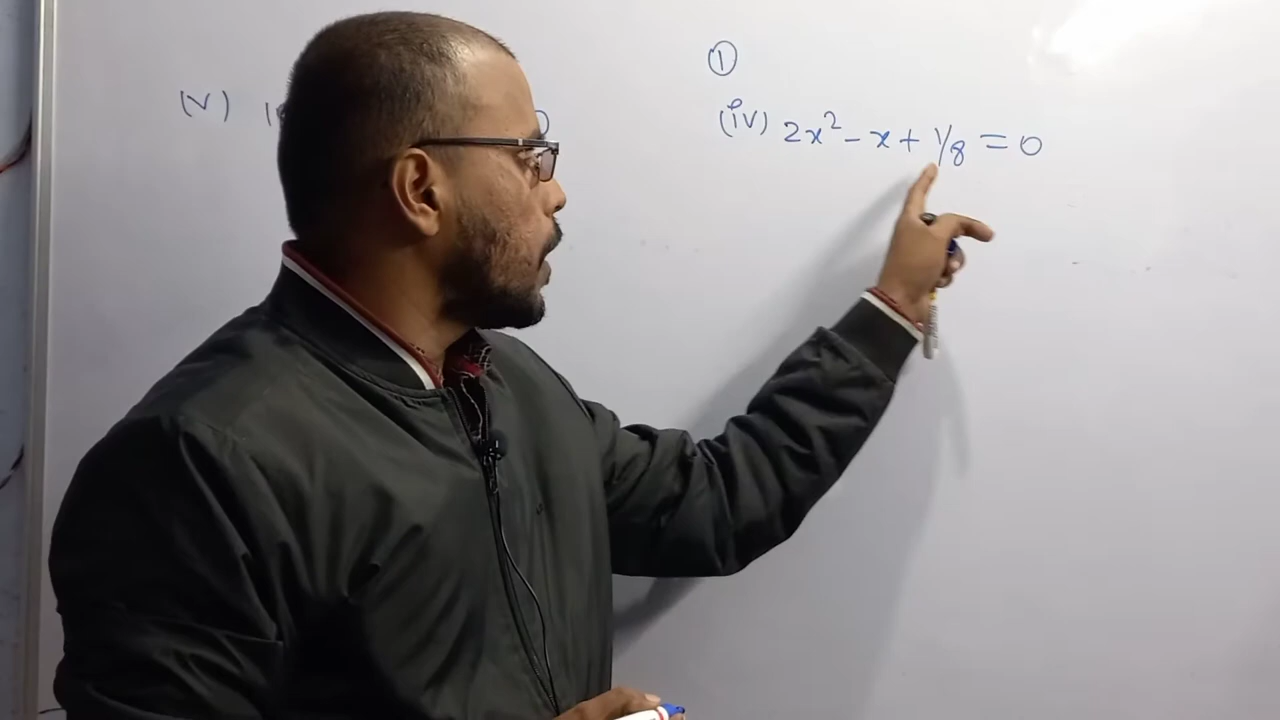 ①
(iv) 2x² - x + 1/8 = 0
(v)